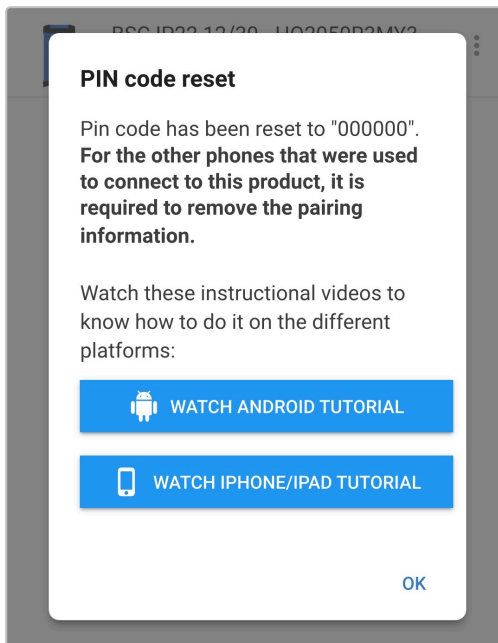 PIN code reset
Pin code has been reset to "000000".
For the other phones that were used
to connect to this product, it is
required to remove the pairing
information.
Watch these instructional videos to
know how to do it on the different
platforms:
WATCH ANDROID TUTORIAL
WATCH IPHONE/IPAD TUTORIAL
OK